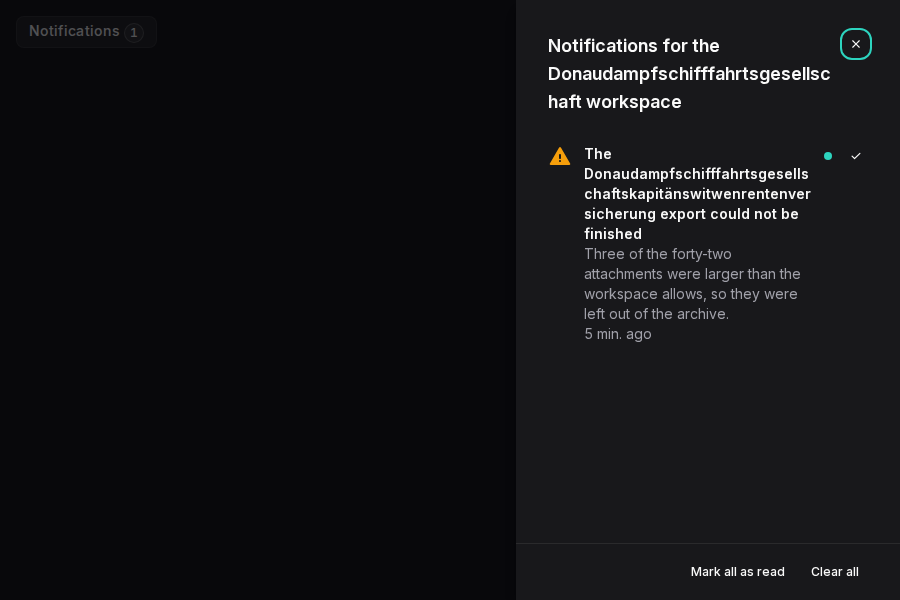 Notifications 1
Notifications for the
Donaudampfschifffahrtsgesellsc
haft workspace
The
Donaudampfschifffahrtsgesells
chaftskapitänswitwenrentenver
sicherung export could not be
finished
Three of the forty-two
attachments were larger than the
workspace allows, so they were
left out of the archive.
5 min. ago
Mark all as read
Clear all